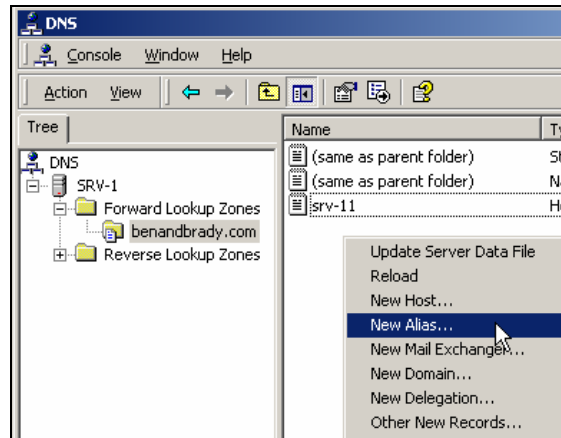 DNS
Console Window Help
Action View
Tree
Name
DNS
SRV-1
Forward Lookup Zones
benandbrady.com
Reverse Lookup Zones
(same as parent folder)
(same as parent folder)
srv-11
Update Server Data File
Reload
New Host...
New Alias...
New Mail Exchanger...
New Domain...
New Delegation...
Other New Records...